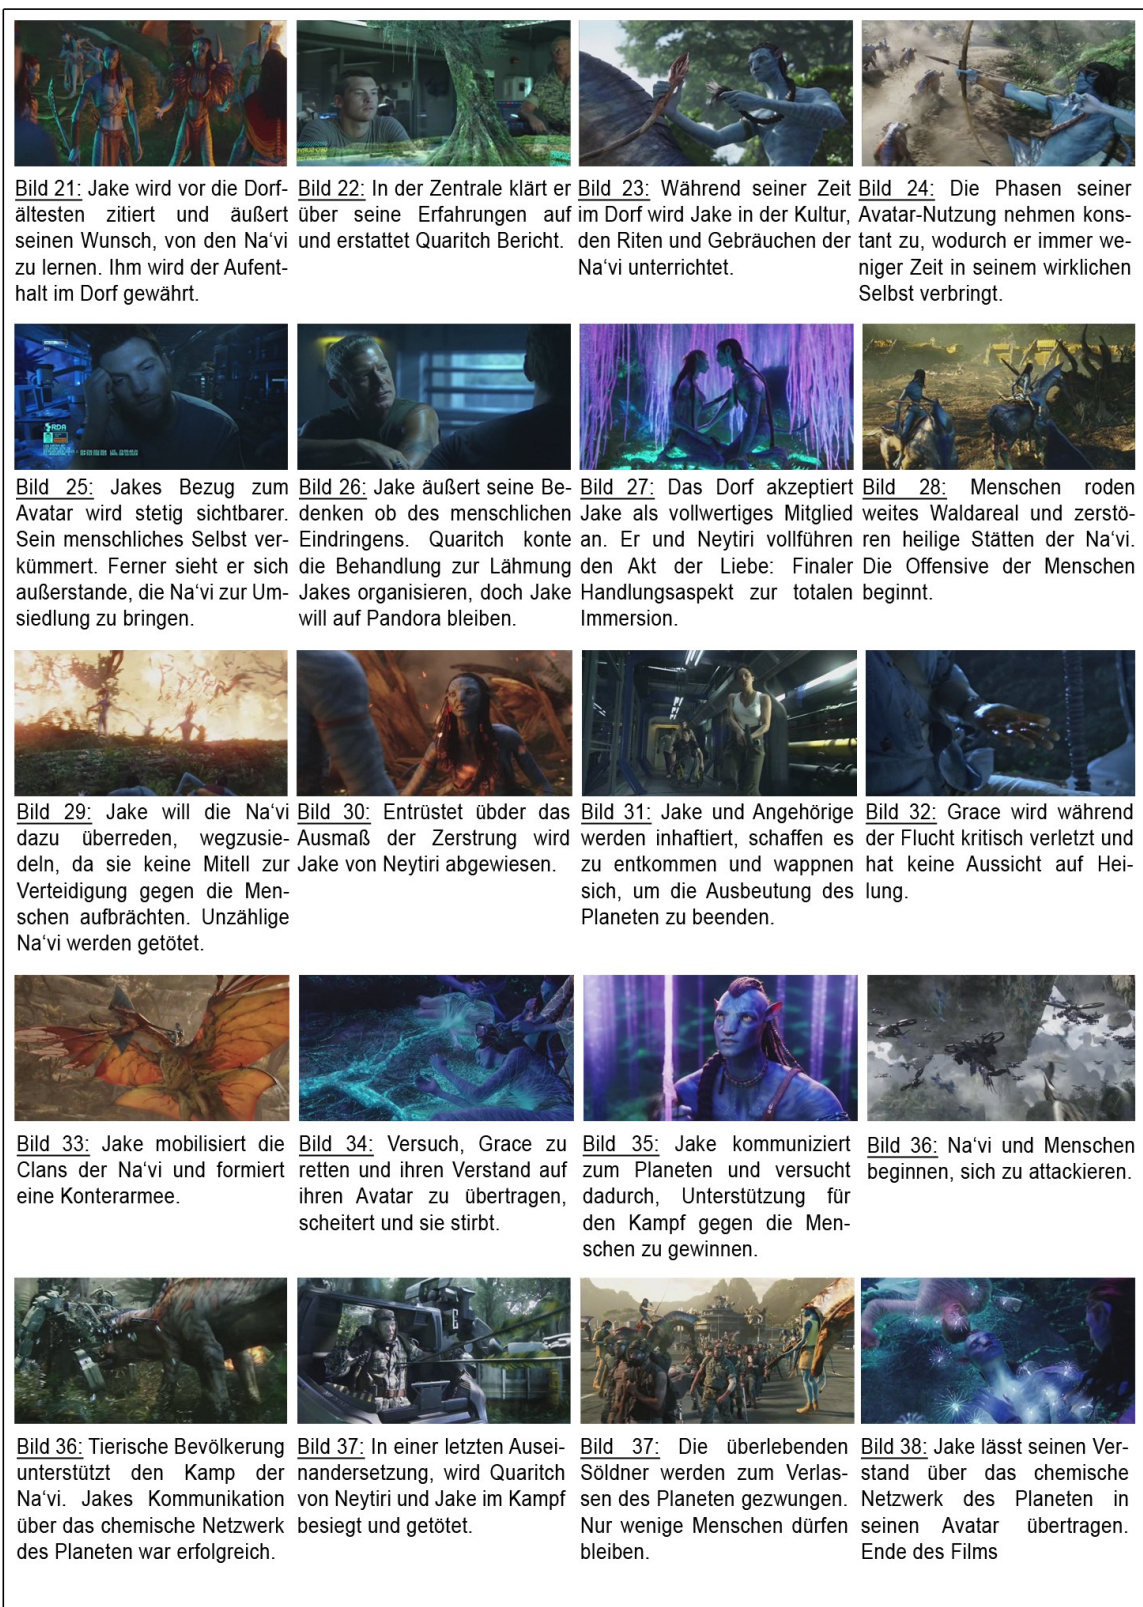 Bild 21: Jake wird vor die Dorf-
ältesten zitiert und äußert
seinen Wunsch, von den Na‘vi
zu lernen. Ihm wird der Aufent-
halt im Dorf gewährt.
Bild 22: In der Zentrale klärt er
über seine Erfahrungen auf
und erstattet Quaritch Bericht.
Bild 23: Während seiner Zeit
im Dorf wird Jake in der Kultur,
den Riten und Gebräuchen der
Na‘vi unterrichtet.
Bild 24: Die Phasen seiner
Avatar-Nutzung nehmen kons-
tant zu, wodurch er immer we-
niger Zeit in seinem wirklichen
Selbst verbringt.
RDA
Bild 25: Jakes Bezug zum
Avatar wird stetig sichtbarer.
Sein menschliches Selbst ver-
kümmert. Ferner sieht er sich
außerstande, die Na‘vi zur Um-
siedlung zu bringen.
Bild 26: Jake äußert seine Be-
denken ob des menschlichen
Eindringens. Quaritch konte
die Behandlung zur Lähmung
Jakes organisieren, doch Jake
will auf Pandora bleiben.
Bild 27: Das Dorf akzeptiert
Jake als vollwertiges Mitglied
an. Er und Neytiri vollführen
den Akt der Liebe: Finaler
Handlungsaspekt zur totalen
Immersion.
Bild 28: Menschen roden
weites Waldareal und zerstö-
ren heilige Stätten der Na‘vi.
Die Offensive der Menschen
beginnt.
Bild 29: Jake will die Na‘vi
dazu überreden, wegzusie-
deln, da sie keine Mitell zur
Verteidigung gegen die Men-
schen aufbrächten. Unzählige
Na‘vi werden getötet.
Bild 30: Entrüstet übder das
Ausmaß der Zerstrung wird
Jake von Neytiri abgewiesen.
Bild 31: Jake und Angehörige
werden inhaftiert, schaffen es
zu entkommen und wappnen
sich, um die Ausbeutung des
Planeten zu beenden.
Bild 32: Grace wird während
der Flucht kritisch verletzt und
hat keine Aussicht auf Hei-
lung.
Bild 33: Jake mobilisiert die
Clans der Na‘vi und formiert
eine Konterarmee.
Bild 34: Versuch, Grace zu
retten und ihren Verstand auf
ihren Avatar zu übertragen,
scheitert und sie stirbt.
Bild 35: Jake kommuniziert
zum Planeten und versucht
dadurch, Unterstützung für
den Kampf gegen die Men-
schen zu gewinnen.
Bild 36: Na‘vi und Menschen
beginnen, sich zu attackieren.
Bild 36: Tierische Bevölkerung
unterstützt den Kamp der
Na‘vi. Jakes Kommunikation
über das chemische Netzwerk
des Planeten war erfolgreich.
Bild 37: In einer letzten Ausei-
nandersetzung, wird Quaritch
von Neytiri und Jake im Kampf
besiegt und getötet.
Bild 37: Die überlebenden
Söldner werden zum Verlas-
sen des Planeten gezwungen.
Nur wenige Menschen dürfen
bleiben.
Bild 38: Jake lässt seinen Ver-
stand über das chemische
Netzwerk des Planeten in
seinen Avatar übertragen.
Ende des Films